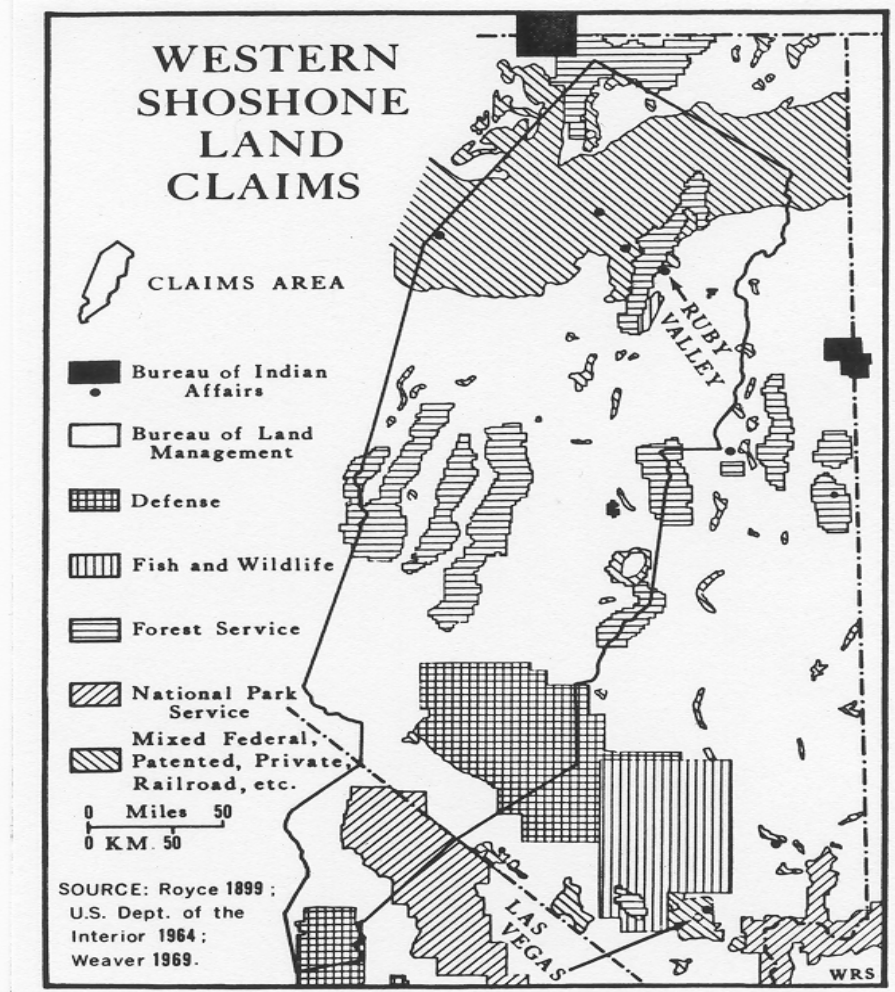 WESTERN
SHOSHONE
LAND
CLAIMS
CLAIMS AREA
Bureau of Indian
Affairs
Bureau of Land
Management
Defense
Fish and Wildlife
Forest Service
National Park
Service
Mixed Federal,
Patented, Private,
Railroad, etc.
0 Miles 50
0 KM. 50
SOURCE: Royce 1899;
U.S. Dept. of the
Interior 1964;
Weaver 1969.
RUBY
VALLEY
LAS
VEGAS
WRS